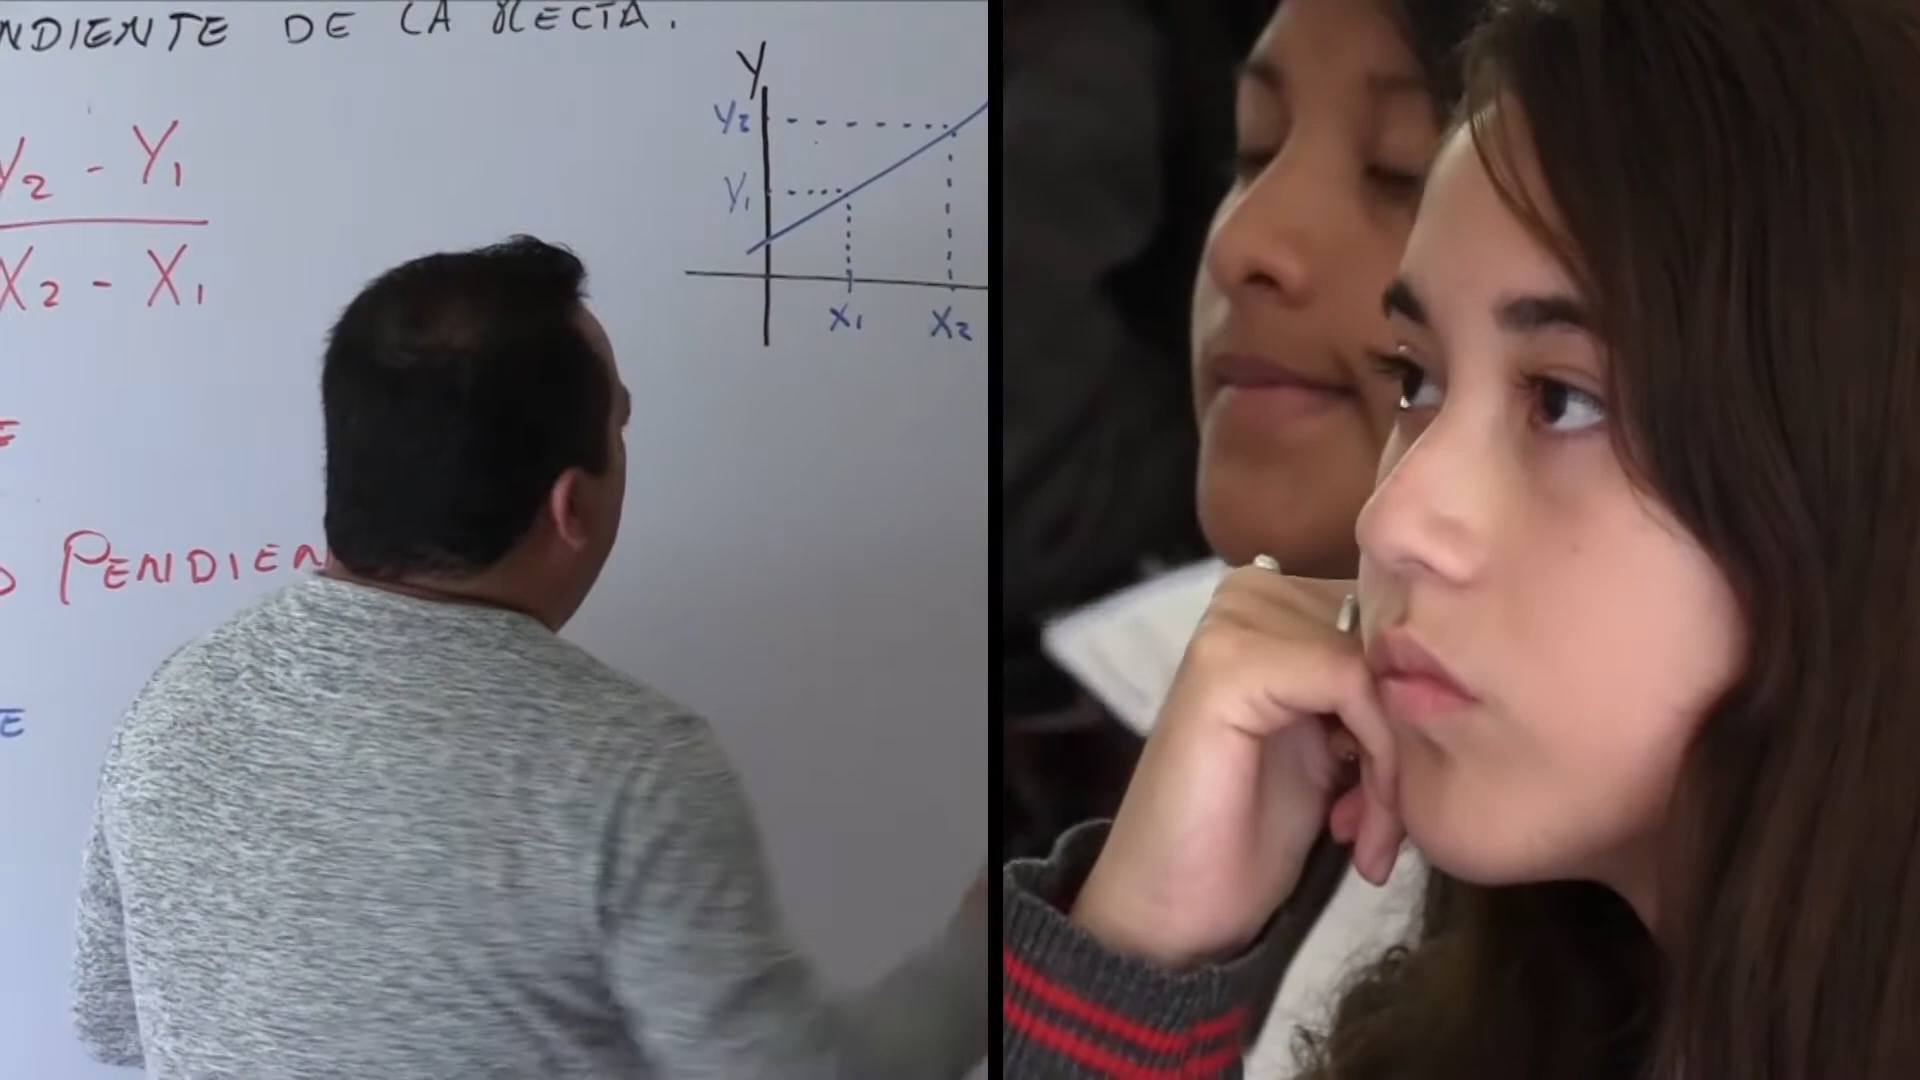 NDIENTE DE LA RECTA.
Y
Y2
Y2 - Y1
Y1
X2 - X1
X1 X2
E
O PENDIEN
E